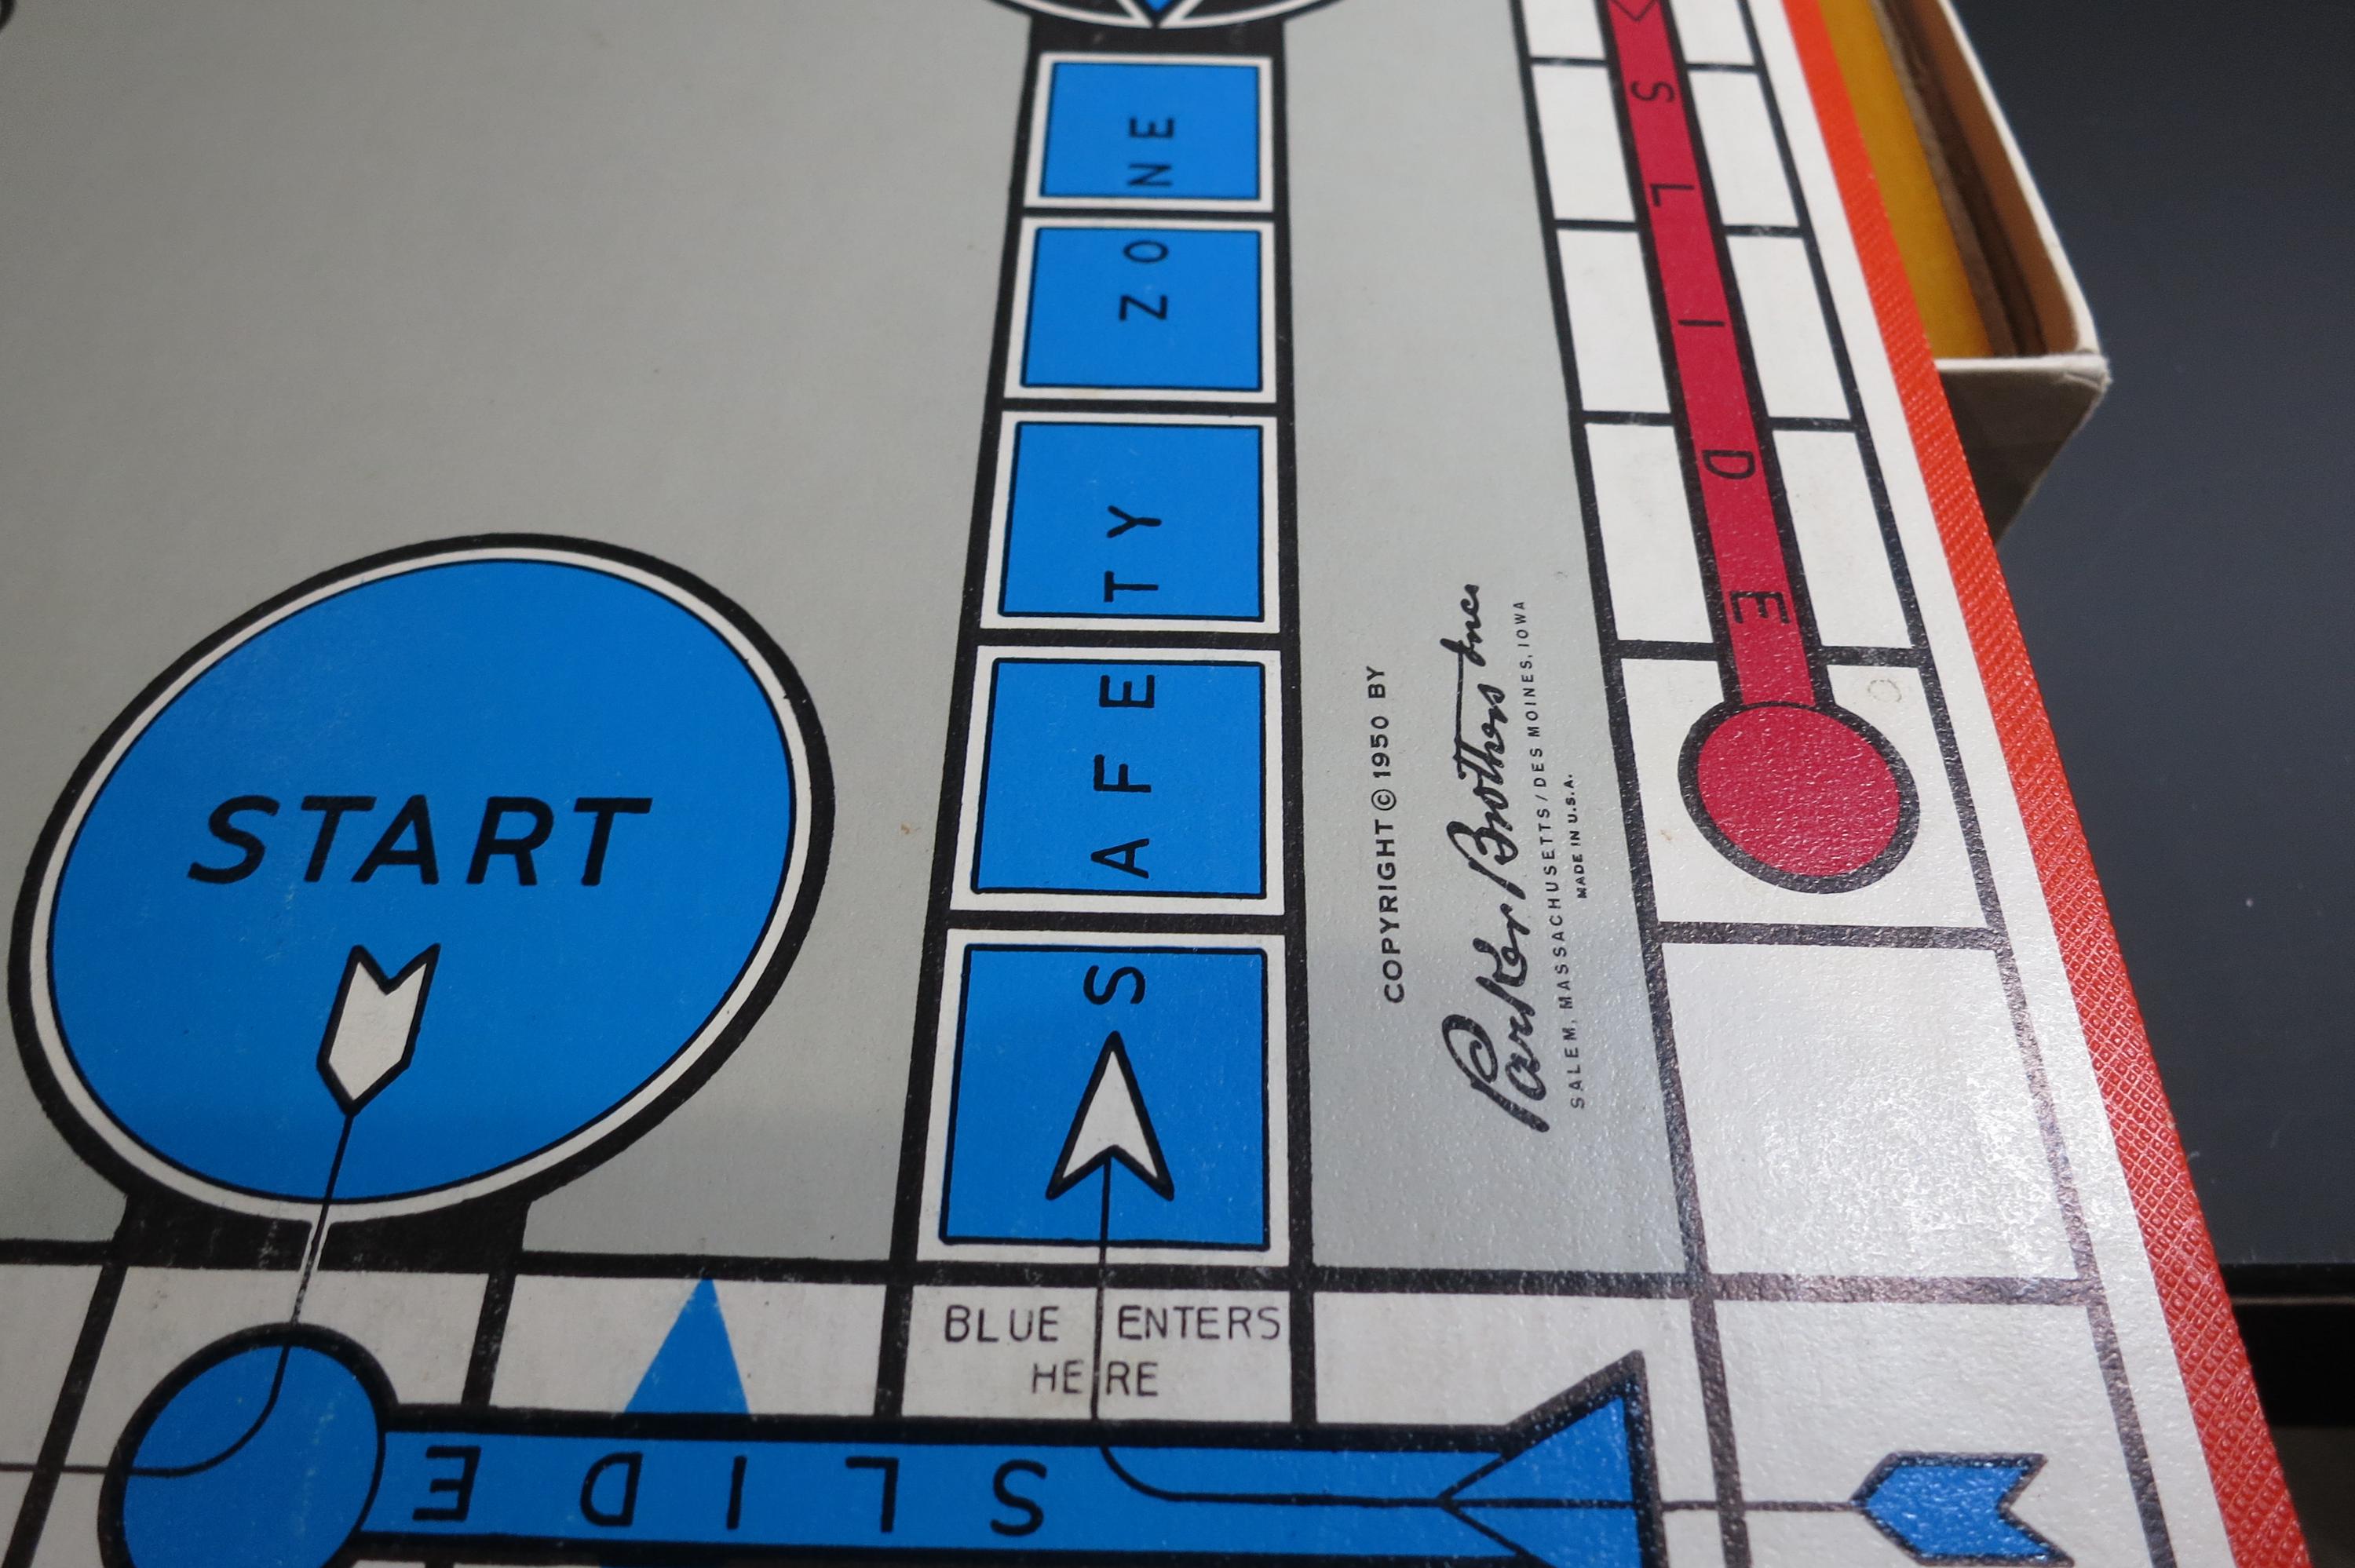 SLIDE
SAFETY ZONE
START
COPYRIGHT © 1950 BY
Parker Brothers Inc.
SALEM, MASSACHUSETTS / DES MOINES, IOWA
MADE IN U.S.A.
BLUE ENTERS
HERE
SLIDE